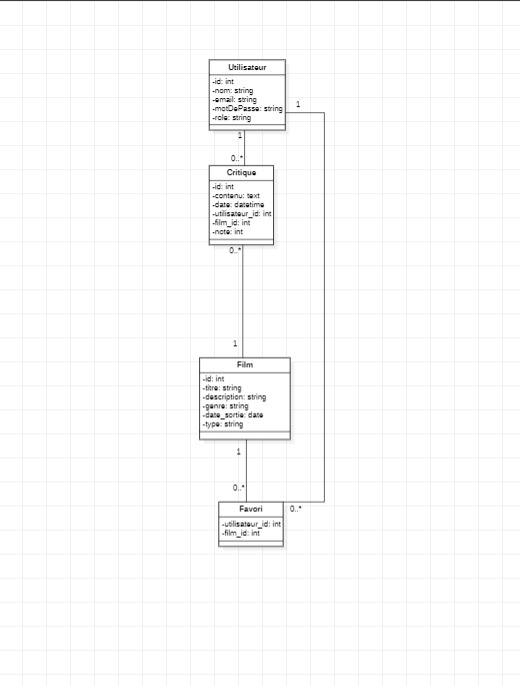 Utilisateur
-id: int
-nom: string
-email: string
-motDePasse: string
-role: string
1
1
0..*
Critique
-id: int
-contenu: text
-date: datetime
-utilisateur_id: int
-film_id: int
-note: int
0..*
1
Film
-id: int
-titre: string
-description: string
-genre: string
-date_sortie: date
-type: string
1
0..*
Favori
0..*
-utilisateur_id: int
-film_id: int